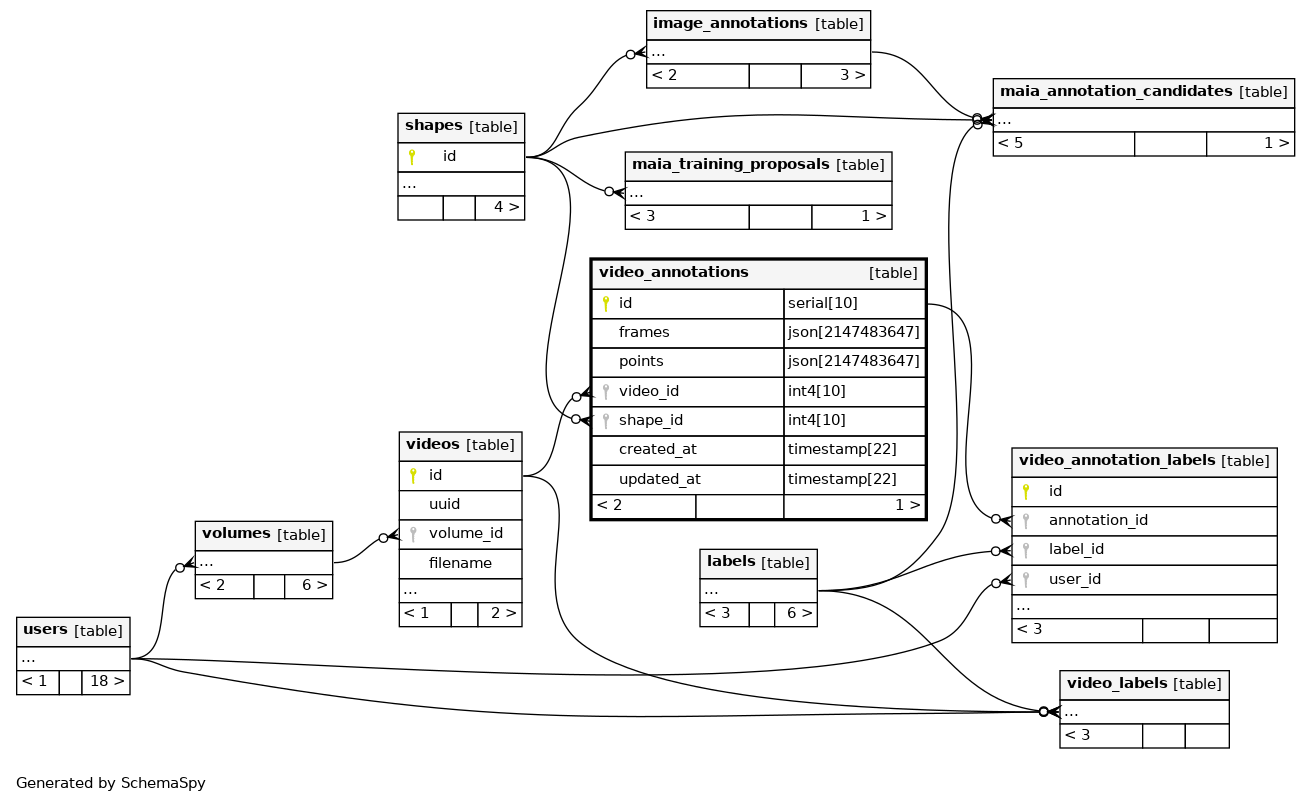 image_annotations [table]
...
< 2 3 >
maia_annotation_candidates [table]
...
< 5 1 >
shapes [table]
id
...
4 >
maia_training_proposals [table]
...
< 3 1 >
video_annotations [table]
id serial[10]
frames json[2147483647]
points json[2147483647]
video_id int4[10]
shape_id int4[10]
created_at timestamp[22]
updated_at timestamp[22]
< 2 1 >
videos [table]
id
uuid
volume_id
filename
...
< 1 2 >
video_annotation_labels [table]
id
annotation_id
label_id
user_id
...
< 3
volumes [table]
...
< 2 6 >
labels [table]
...
< 3 6 >
users [table]
...
< 1 18 >
video_labels [table]
...
< 3
Generated by SchemaSpy